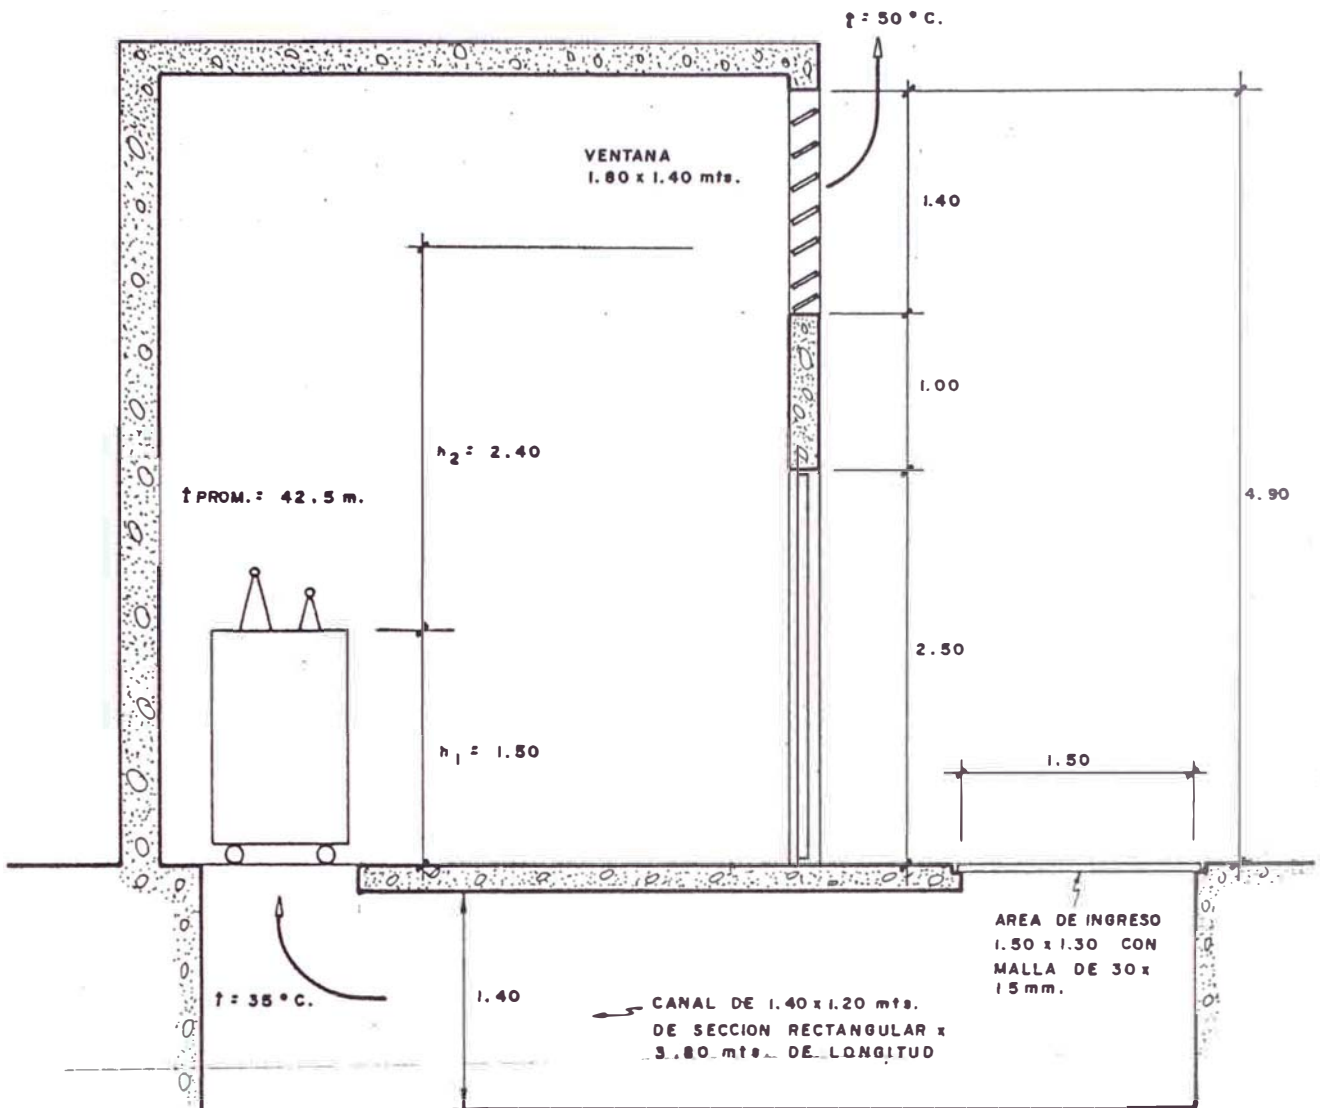 t = 50 ° C.
VENTANA
1.80 x 1.40 mts.
1.40
1.00
h2 = 2.40
t PROM. = 42.5 m.
4.90
2.50
h1 = 1.50
1.50
AREA DE INGRESO
1.50 x 1.30 CON
MALLA DE 30 x
15 mm.
t = 35 ° C.
1.40
CANAL DE 1.40 x 1.20 mts.
DE SECCION RECTANGULAR x
3.80 mts. DE LONGITUD